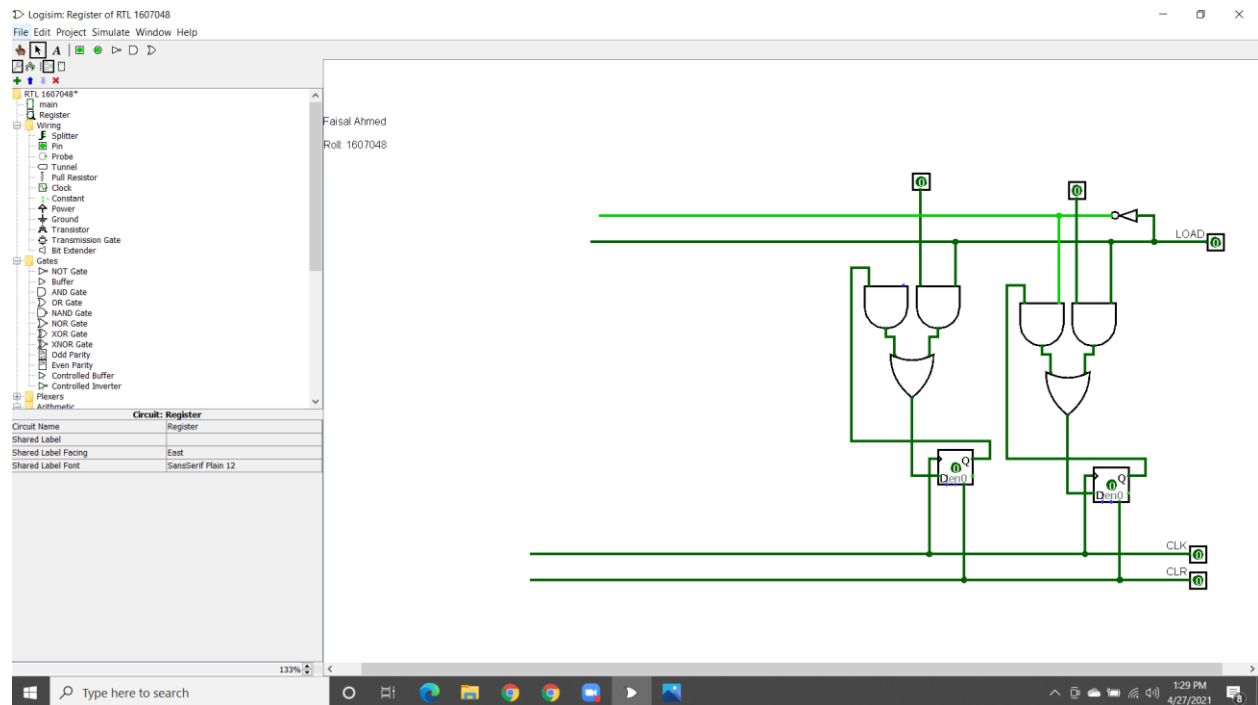 Logisim: Register of RTL 1607048
File Edit Project Simulate Window Help
A
RTL 1607048*
main
Register
Wiring
Splitter
Pin
Probe
Tunnel
Pull Resistor
Clock
Constant
Power
Ground
Transistor
Transmission Gate
Bit Extender
Gates
NOT Gate
Buffer
AND Gate
OR Gate
NAND Gate
NOR Gate
XOR Gate
XNOR Gate
Odd Parity
Even Parity
Controlled Buffer
Controlled Inverter
Plexers
Arithmetic
Circuit: Register
Circuit Name Register
Shared Label
Shared Label Facing East
Shared Label Font SansSerif Plain 12
133%
Faisal Ahmed
Roll: 1607048
0 0
LOAD 0
Q
0
D en0
Q
0
D en0
CLK 0
CLR 0
Type here to search
1:29 PM
4/27/2021
8